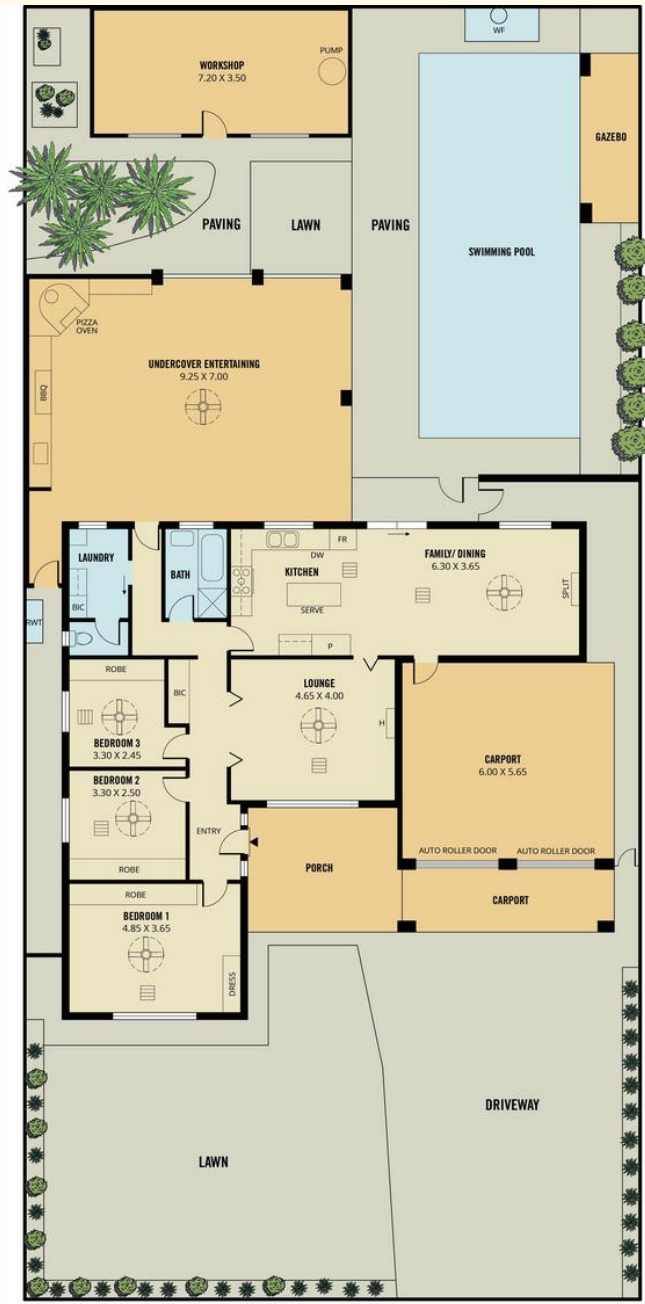 WF
WORKSHOP
7.20 X 3.50
PUMP
GAZEBO
PAVING
LAWN
PAVING
SWIMMING POOL
PIZZA
OVEN
UNDERCOVER ENTERTAINING
9.25 X 7.00
BBQ
LAUNDRY
BIC
BATH
KITCHEN
DW
FR
SERVE
P
FAMILY/ DINING
6.30 X 3.65
SPLIT
RWT
ROBE
BIC
BEDROOM 3
3.30 X 2.45
LOUNGE
4.65 X 4.00
H
CARPORT
6.00 X 5.65
BEDROOM 2
3.30 X 2.50
ROBE
ENTRY
PORCH
AUTO ROLLER DOOR
AUTO ROLLER DOOR
CARPORT
ROBE
BEDROOM 1
4.85 X 3.65
DRESS
DRIVEWAY
LAWN